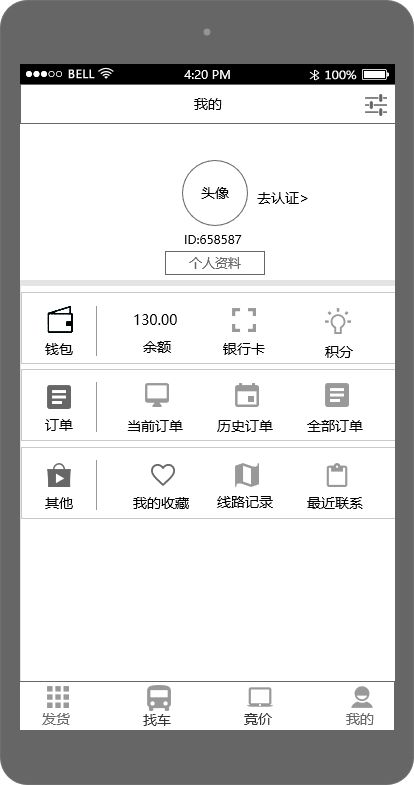 BELL 4:20 PM 100%
我的
头像 去认证>
ID:658587
个人资料
130.00
钱包 余额 银行卡 积分
订单 当前订单 历史订单 全部订单
其他 我的收藏 线路记录 最近联系
发货 找车 竞价 我的